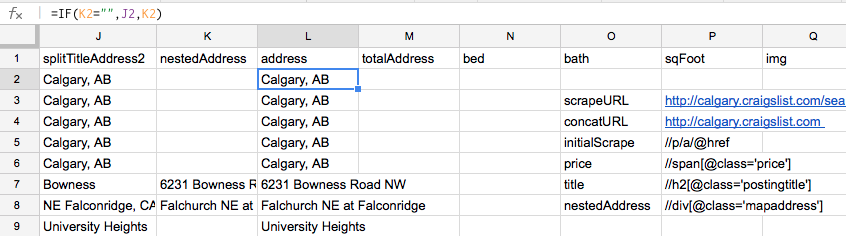 fx =IF(K2="",J2,K2)
J K L M N O P Q
1 splitTitleAddress2 nestedAddress address totalAddress bed bath sqFoot img
2 Calgary, AB Calgary, AB
3 Calgary, AB Calgary, AB scrapeURL http://calgary.craigslist.com/sea
4 Calgary, AB Calgary, AB concatURL http://calgary.craigslist.com
5 Calgary, AB Calgary, AB initialScrape //p/a/@href
6 Calgary, AB Calgary, AB price //span[@class='price']
7 Bowness 6231 Bowness R 6231 Bowness Road NW title //h2[@class='postingtitle']
8 NE Falconridge, CA Falchurch NE at Falchurch NE at Falconridge nestedAddress //div[@class='mapaddress']
9 University Heights University Heights